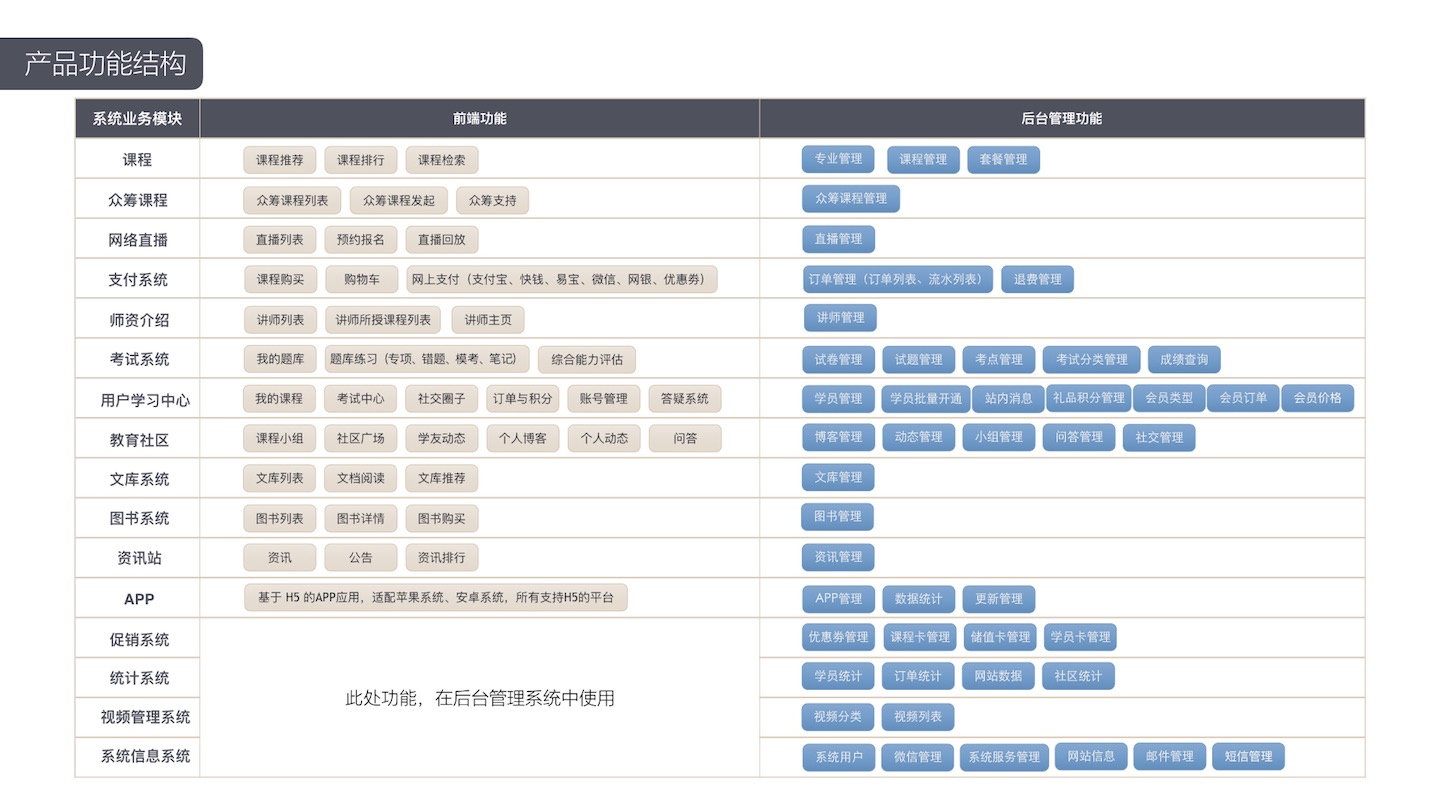 产品功能结构
系统业务模块 前端功能 后台管理功能
课程 课程推荐 课程排行 课程检索 专业管理 课程管理 套餐管理
众筹课程 众筹课程列表 众筹课程发起 众筹支持 众筹课程管理
网络直播 直播列表 预约报名 直播回放 直播管理
支付系统 课程购买 购物车 网上支付（支付宝、快钱、易宝、微信、网银、优惠券） 订单管理（订单列表、流水列表） 退费管理
师资介绍 讲师列表 讲师所授课程列表 讲师主页 讲师管理
考试系统 我的题库 题库练习（专项、错题、模考、笔记） 综合能力评估 试卷管理 试题管理 考点管理 考试分类管理 成绩查询
用户学习中心 我的课程 考试中心 社交圈子 订单与积分 账号管理 答疑系统 学员管理 学员批量开通 站内消息 礼品积分管理 会员类型 会员订单 会员价格
教育社区 课程小组 社区广场 学友动态 个人博客 个人动态 问答 博客管理 动态管理 小组管理 问答管理 社交管理
文库系统 文库列表 文档阅读 文库推荐 文库管理
图书系统 图书列表 图书详情 图书购买 图书管理
资讯站 资讯 公告 资讯排行 资讯管理
APP 基于 H5 的APP应用，适配苹果系统、安卓系统，所有支持H5的平台 APP管理 数据统计 更新管理
促销系统 优惠券管理 课程卡管理 储值卡管理 学员卡管理
统计系统 学员统计 订单统计 网站数据 社区统计
此处功能，在后台管理系统中使用
视频管理系统 视频分类 视频列表
系统信息系统 系统用户 微信管理 系统服务管理 网站信息 邮件管理 短信管理